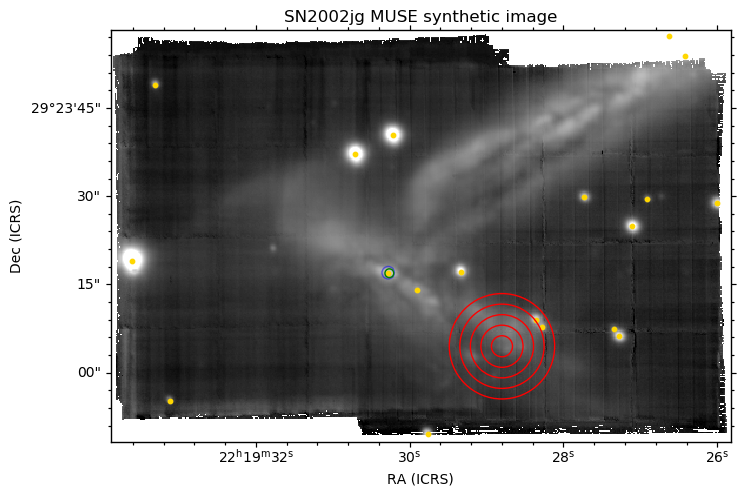 SN2002jg MUSE synthetic image
29°23'45"
30"
15"
00"
Dec (ICRS)
22ʰ19ᵐ32ˢ
30ˢ
28ˢ
26ˢ
RA (ICRS)